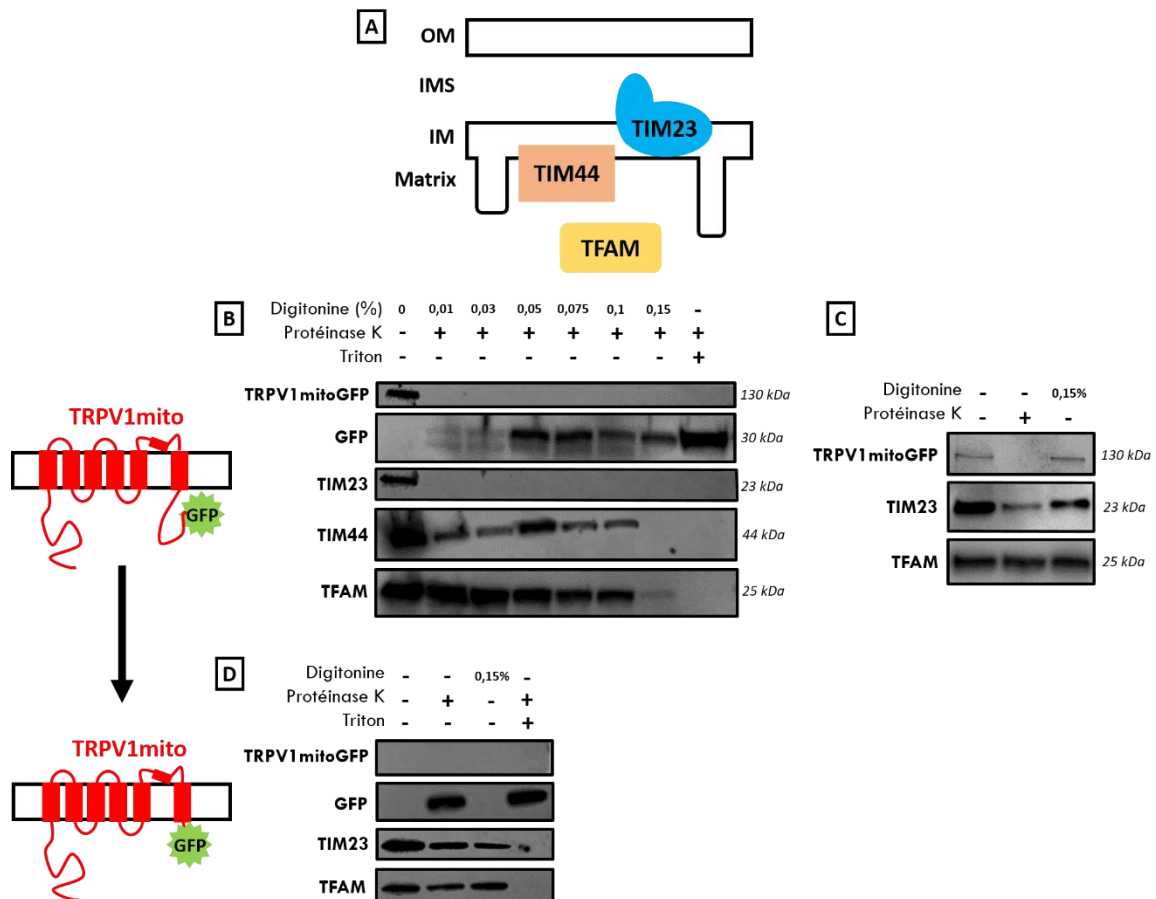 A
OM
IMS
IM
Matrix
TIM23
TIM44
TFAM
B
Digitonine (%) 0 0,01 0,03 0,05 0,075 0,1 0,15 -
Protéinase K - + + + + + + +
Triton - - - - - - - +
TRPV1mitoGFP 130 kDa
GFP 30 kDa
TIM23 23 kDa
TIM44 44 kDa
TFAM 25 kDa
C
Digitonine - - 0,15%
Protéinase K - + -
TRPV1mitoGFP 130 kDa
TIM23 23 kDa
TFAM 25 kDa
TRPV1mito
GFP
D
Digitonine - - 0,15% -
Protéinase K - + - +
Triton - - - +
TRPV1mitoGFP
GFP
TIM23
TFAM
TRPV1mito
GFP